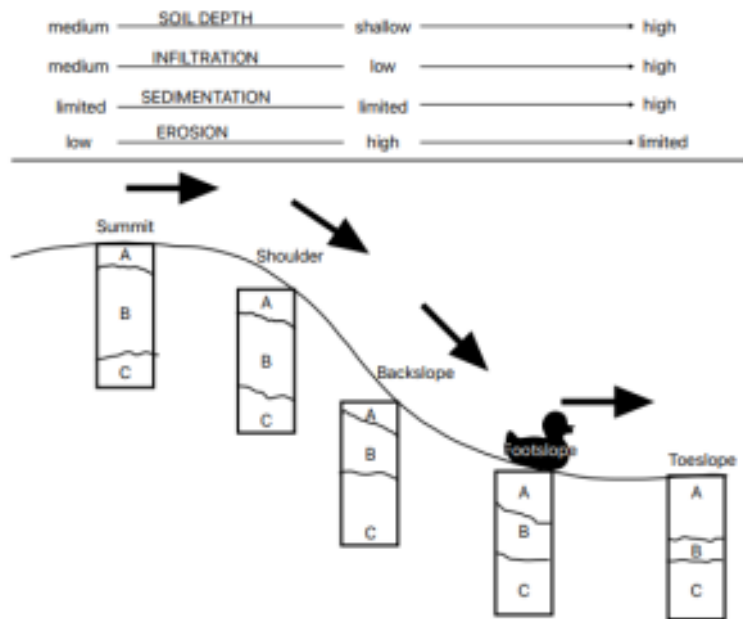 medium SOIL DEPTH shallow high
medium INFILTRATION low high
limited SEDIMENTATION limited high
low EROSION high limited
Summit
Shoulder
Backslope
Footslope
Toeslope
A
B
C
A
B
C
A
B
C
A
B
C
A
B
C